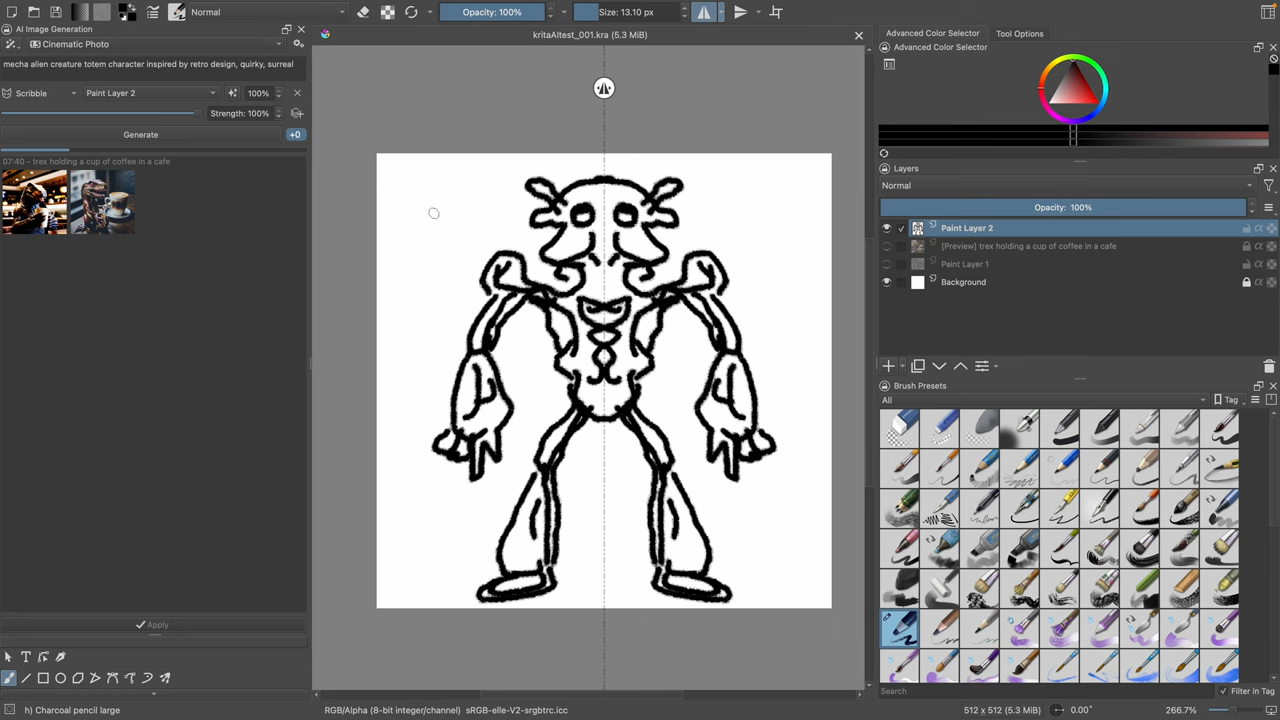 Normal
Opacity: 100%
Size: 13.10 px
AI Image Generation
Cinematic Photo
mecha alien creature totem character inspired by retro design, quirky, surreal
Scribble
Paint Layer 2
100%
Strength: 100%
Generate
+0
07:40 - trex holding a cup of coffee in a cafe
Apply
h) Charcoal pencil large
kritaAItest_001.kra (5.3 MiB)
RGB/Alpha (8-bit integer/channel) sRGB-elle-V2-srgbtrc.icc
Advanced Color Selector
Tool Options
Advanced Color Selector
Layers
Normal
Opacity: 100%
Paint Layer 2
[Preview] trex holding a cup of coffee in a cafe
Paint Layer 1
Background
Brush Presets
All
Tag
Search
Filter in Tag
512 x 512 (5.3 MiB)
0.00°
266.7%